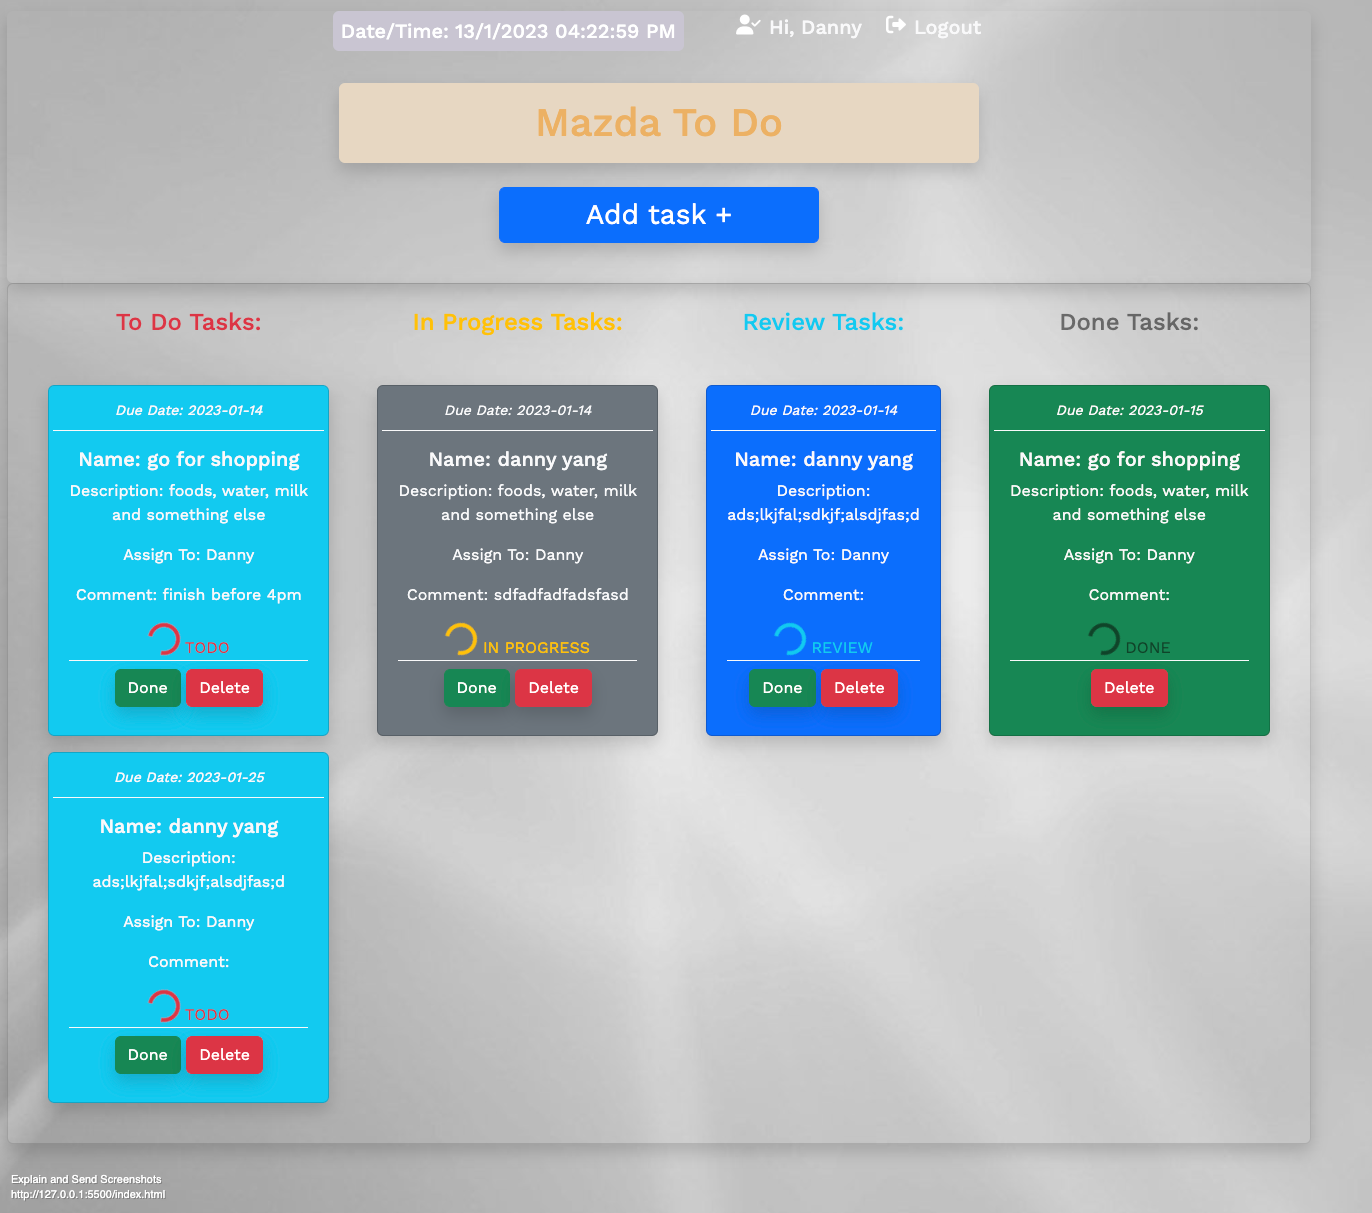 Date/Time: 13/1/2023 04:22:59 PM
Hi, Danny
Logout
Mazda To Do
Add task +
To Do Tasks:
Due Date: 2023-01-14
Name: go for shopping
Description: foods, water, milk
and something else
Assign To: Danny
Comment: finish before 4pm
TODO
Done
Delete
Due Date: 2023-01-25
Name: danny yang
Description:
ads;lkjfal;sdkjf;alsdjfas;d
Assign To: Danny
Comment:
TODO
Done
Delete
In Progress Tasks:
Due Date: 2023-01-14
Name: danny yang
Description: foods, water, milk
and something else
Assign To: Danny
Comment: sdfadfadfadsfasd
IN PROGRESS
Done
Delete
Review Tasks:
Due Date: 2023-01-14
Name: danny yang
Description:
ads;lkjfal;sdkjf;alsdjfas;d
Assign To: Danny
Comment:
REVIEW
Done
Delete
Done Tasks:
Due Date: 2023-01-15
Name: go for shopping
Description: foods, water, milk
and something else
Assign To: Danny
Comment:
DONE
Delete
Explain and Send Screenshots
http://127.0.0.1:5500/index.html